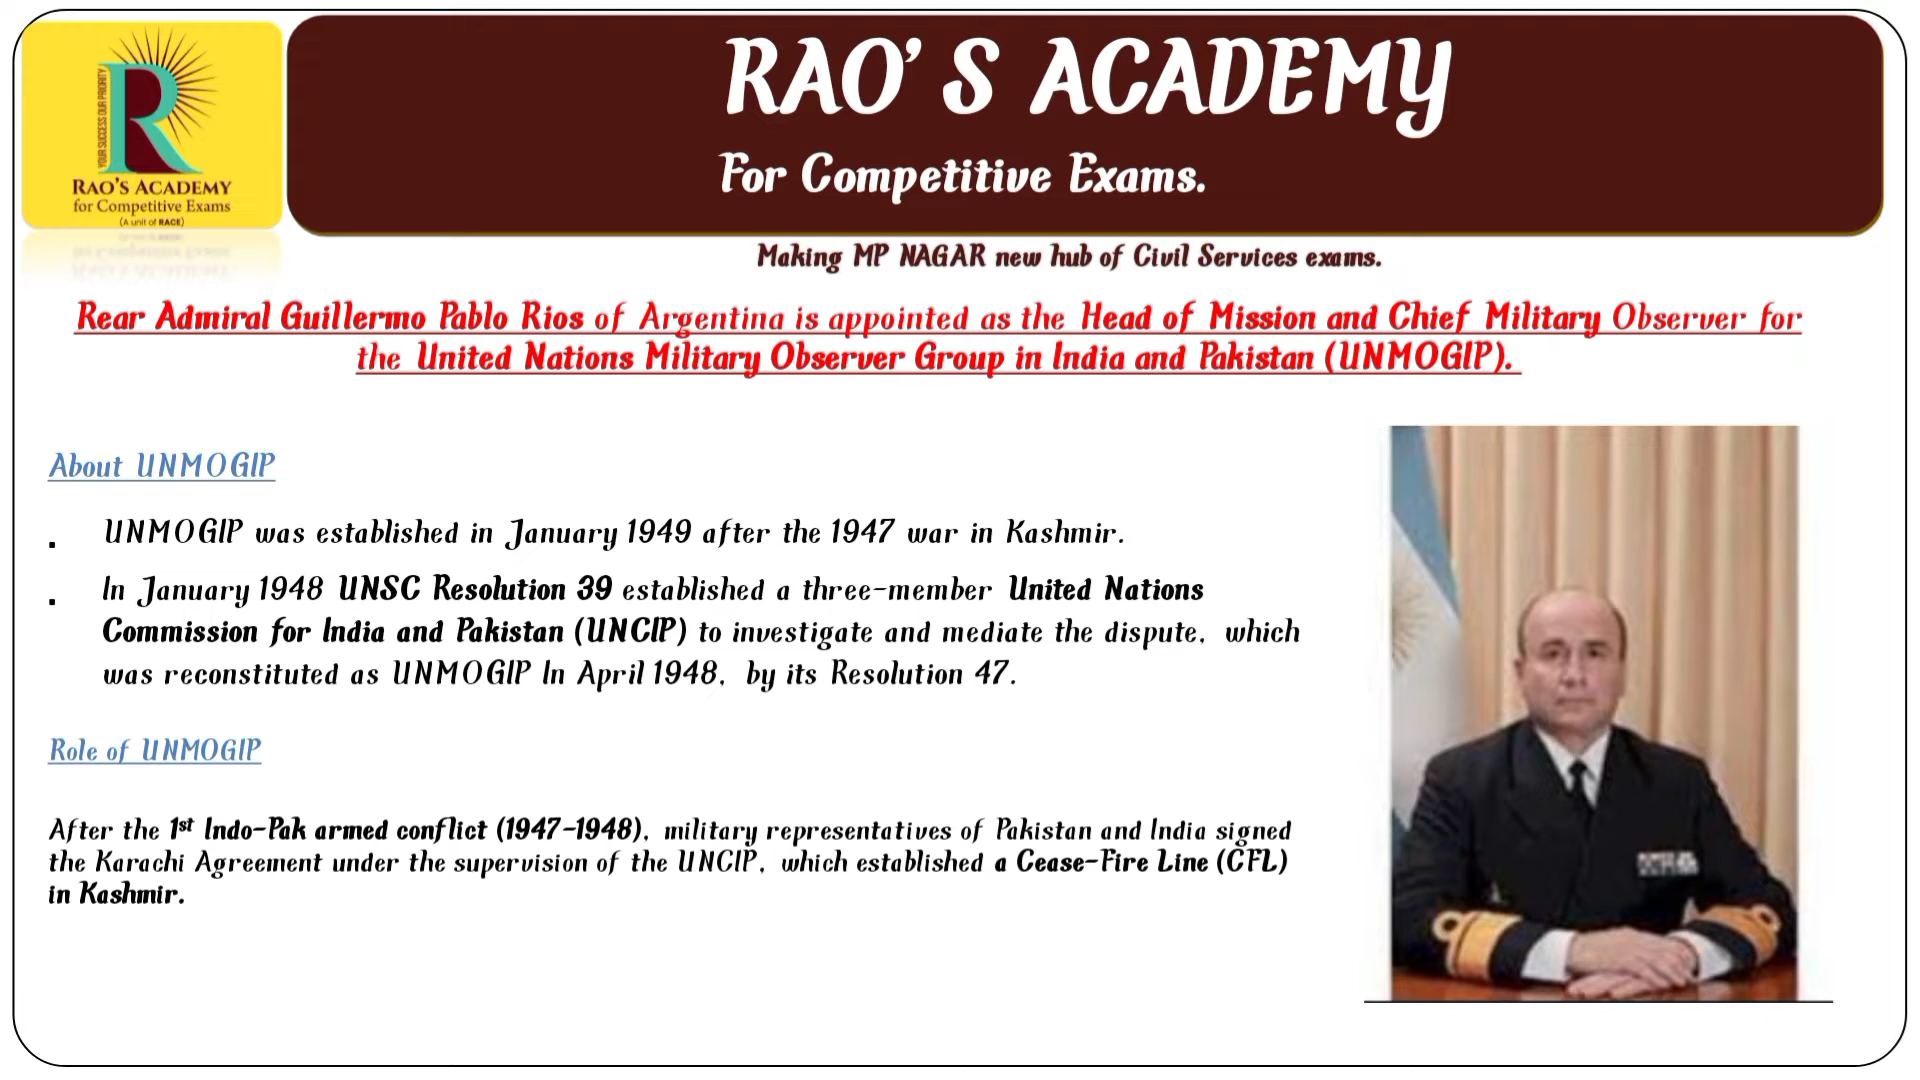 YOUR SUCCESS OUR PRIORITY
R
RAO'S ACADEMY
for Competitive Exams
(A unit of RACE)
RAO' S ACADEMY
For Competitive Exams.
Making MP NAGAR new hub of Civil Services exams.
Rear Admiral Guillermo Pablo Rios of Argentina is appointed as the Head of Mission and Chief Military Observer for
the United Nations Military Observer Group in India and Pakistan (UNMOGIP).
About UNMOGIP
. UNMOGIP was established in January 1949 after the 1947 war in Kashmir.
. In January 1948 UNSC Resolution 39 established a three-member United Nations
Commission for India and Pakistan (UNCIP) to investigate and mediate the dispute, which
was reconstituted as UNMOGIP In April 1948, by its Resolution 47.
Role of UNMOGIP
After the 1st Indo-Pak armed conflict (1947-1948), military representatives of Pakistan and India signed
the Karachi Agreement under the supervision of the UNCIP, which established a Cease-Fire Line (CFL)
in Kashmir.